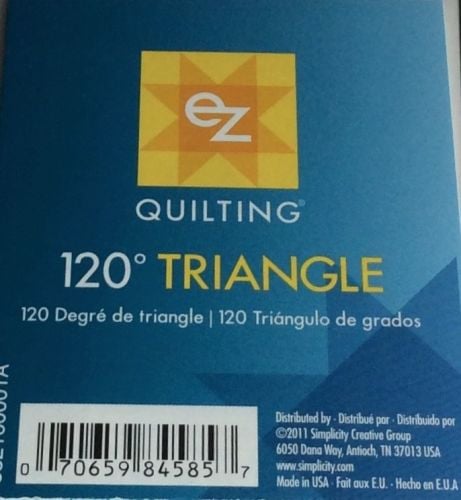 ez
QUILTING®
120° TRIANGLE
120 Degré de triangle | 120 Triángulo de grados
Distributed by - Distribué par - Distribuido por
©2011 Simplicity Creative Group
6050 Dana Way, Antioch, TN 37013 USA
www.simplicity.com
Made in USA · Fait aux E.U. · Hecho en E.U.A
0 70659 84585 7